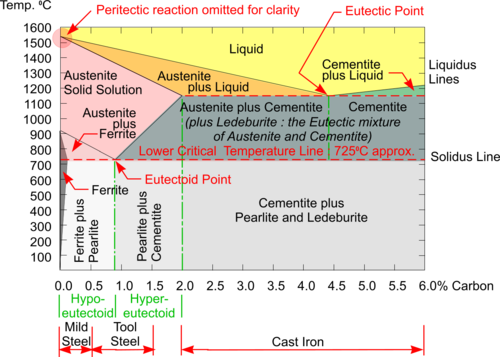 Temp. ºC
Peritectic reaction omitted for clarity
Eutectic Point
1600
1500
1400
1300
1200
1100
1000
900
800
700
600
500
400
300
200
100
Liquid
Cementite
plus Liquid
Liquidus
Lines
Austenite
Solid Solution
Austenite
plus Liquid
Austenite
plus
Ferrite
Austenite plus Cementite
(plus Ledeburite : the Eutectic mixture
of Austenite and Cementite)
Cementite
Lower Critical Temperature Line : 725ºC approx.
Solidus Line
Ferrite
Eutectoid Point
Ferrite plus
Pearlite
Pearlite plus
Cementite
Cementite plus
Pearlite and Ledeburite
0.0 0.5 1.0 1.5 2.0 2.5 3.0 3.5 4.0 4.5 5.0 5.5 6.0% Carbon
Hypo-
eutectoid
Hyper-
eutectoid
Mild
Steel
Tool
Steel
Cast Iron